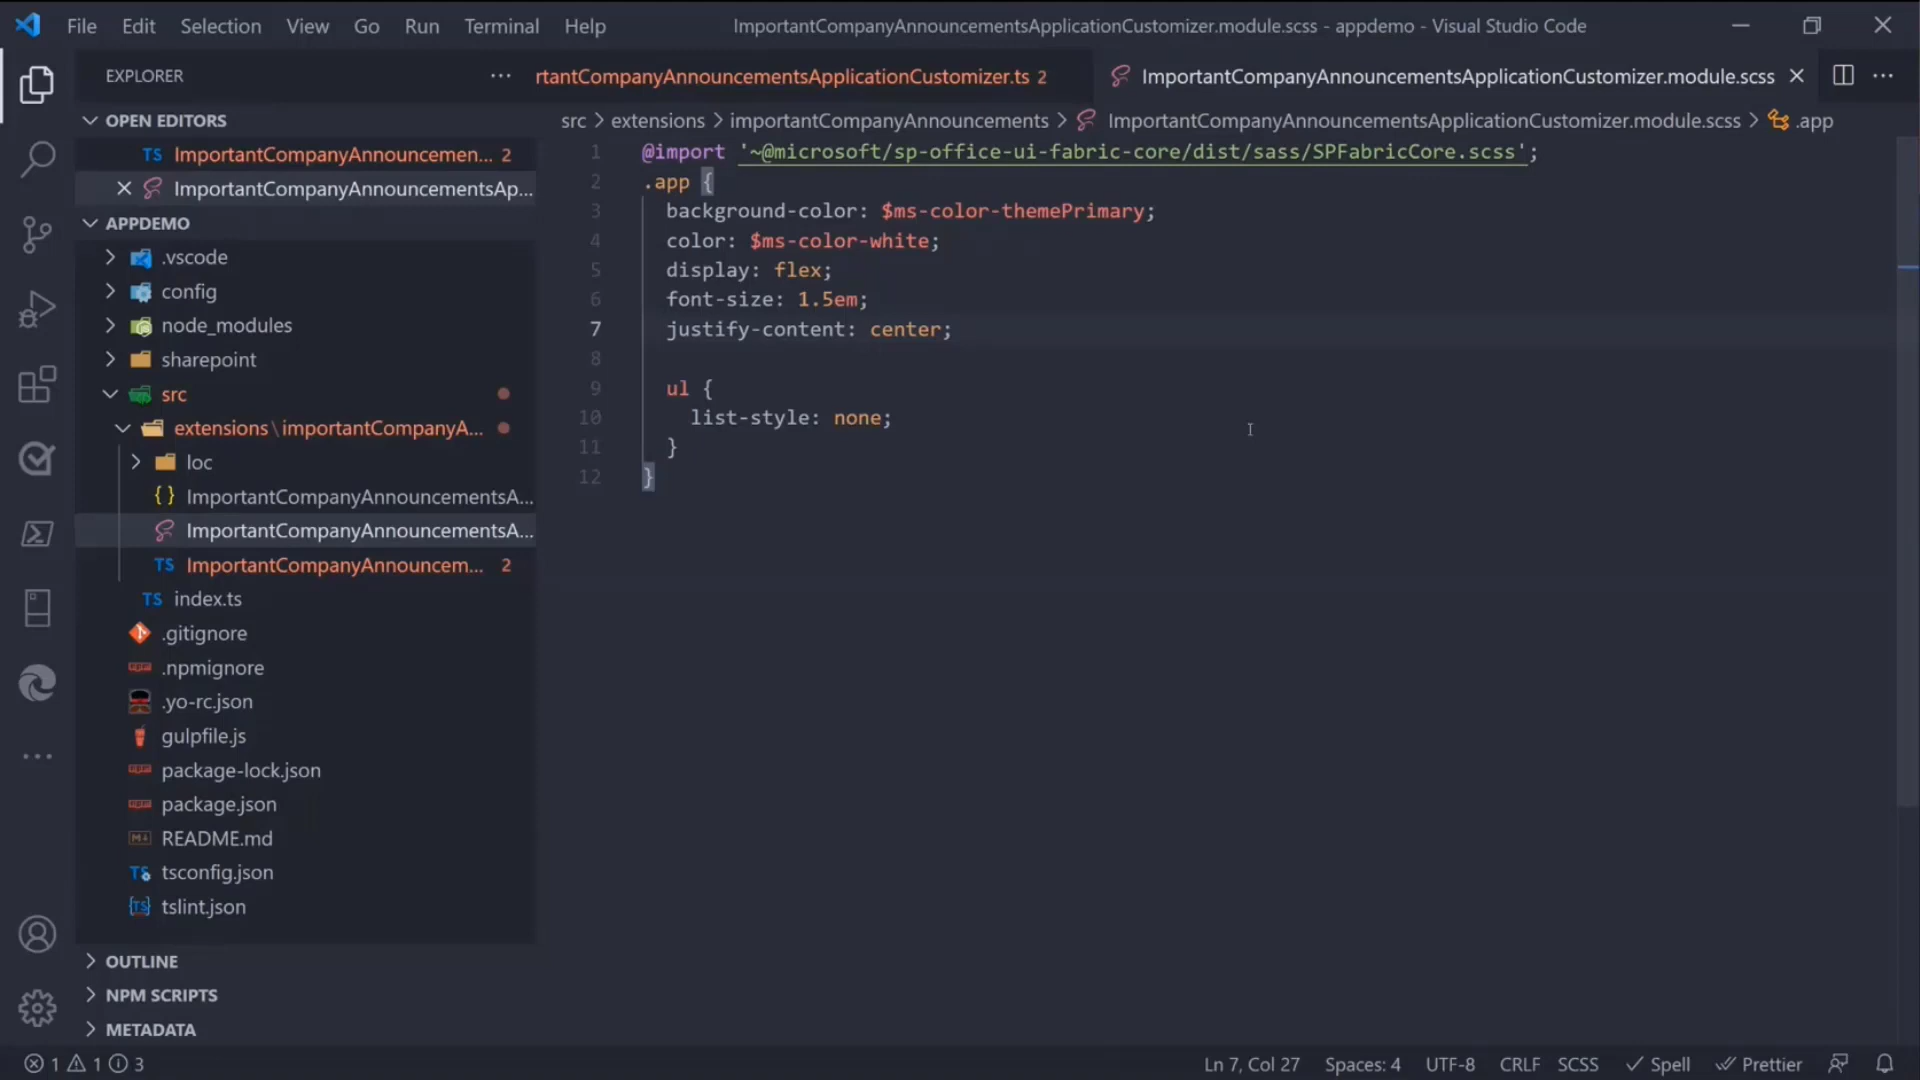 File Edit Selection View Go Run Terminal Help
ImportantCompanyAnnouncementsApplicationCustomizer.module.scss - appdemo - Visual Studio Code
EXPLORER
rtantCompanyAnnouncementsApplicationCustomizer.ts 2
ImportantCompanyAnnouncementsApplicationCustomizer.module.scss
src > extensions > importantCompanyAnnouncements > ImportantCompanyAnnouncementsApplicationCustomizer.module.scss > .app
OPEN EDITORS
TS ImportantCompanyAnnouncemen... 2
ImportantCompanyAnnouncementsAp...
APPDEMO
.vscode
config
node_modules
sharepoint
src
extensions\importantCompanyA...
loc
{} ImportantCompanyAnnouncementsA...
ImportantCompanyAnnouncementsA...
TS ImportantCompanyAnnouncem... 2
TS index.ts
.gitignore
.npmignore
.yo-rc.json
gulpfile.js
package-lock.json
package.json
README.md
tsconfig.json
tslint.json
OUTLINE
NPM SCRIPTS
METADATA
1 @import '~@microsoft/sp-office-ui-fabric-core/dist/sass/SPFabricCore.scss';
2 .app {
3 background-color: $ms-color-themePrimary;
4 color: $ms-color-white;
5 display: flex;
6 font-size: 1.5em;
7 justify-content: center;
8
9 ul {
10 list-style: none;
11 }
12 }
1 1 3
Ln 7, Col 27 Spaces: 4 UTF-8 CRLF SCSS Spell Prettier